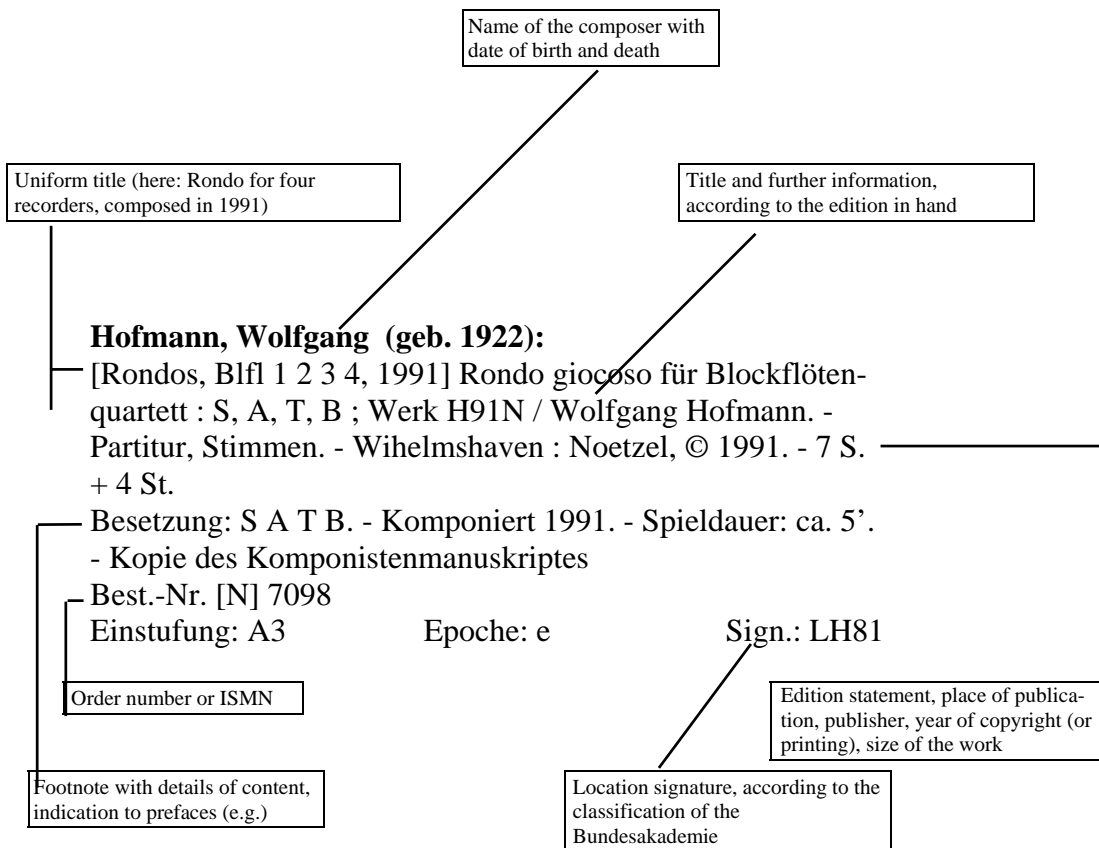 Name of the composer with
date of birth and death
Uniform title (here: Rondo for four
recorders, composed in 1991)
Title and further information,
according to the edition in hand
Hofmann, Wolfgang (geb. 1922):
[Rondos, Blfl 1 2 3 4, 1991] Rondo giocoso für Blockflöten-
quartett : S, A, T, B ; Werk H91N / Wolfgang Hofmann. -
Partitur, Stimmen. - Wihelmshaven : Noetzel, © 1991. - 7 S.
+ 4 St.
Besetzung: S A T B. - Komponiert 1991. - Spieldauer: ca. 5’.
- Kopie des Komponistenmanuskriptes
Best.-Nr. [N] 7098
Einstufung: A3 Epoche: e Sign.: LH81
Order number or ISMN
Edition statement, place of publica-
tion, publisher, year of copyright (or
printing), size of the work
Footnote with details of content,
indication to prefaces (e.g.)
Location signature, according to the
classification of the
Bundesakademie